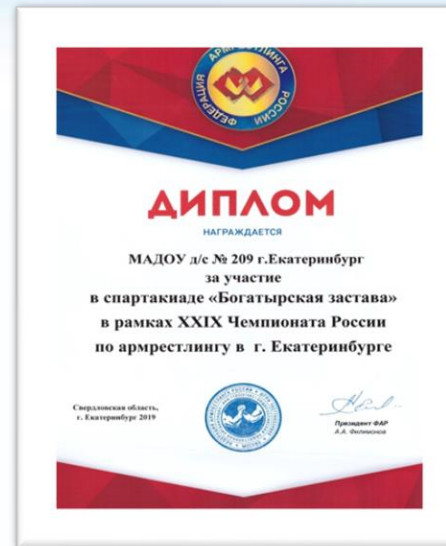 ФЕДЕРАЦИЯ АРМРЕСТЛИНГА РОССИИ
ДИПЛОМ
НАГРАЖДАЕТСЯ
МАДОУ д/с № 209 г.Екатеринбург
за участие
в спартакиаде «Богатырская застава»
в рамках XXIX Чемпионата России
по армрестлингу в г. Екатеринбурге
Свердловская область,
г. Екатеринбург 2019
Президент ФАР
А.А. Филимонов